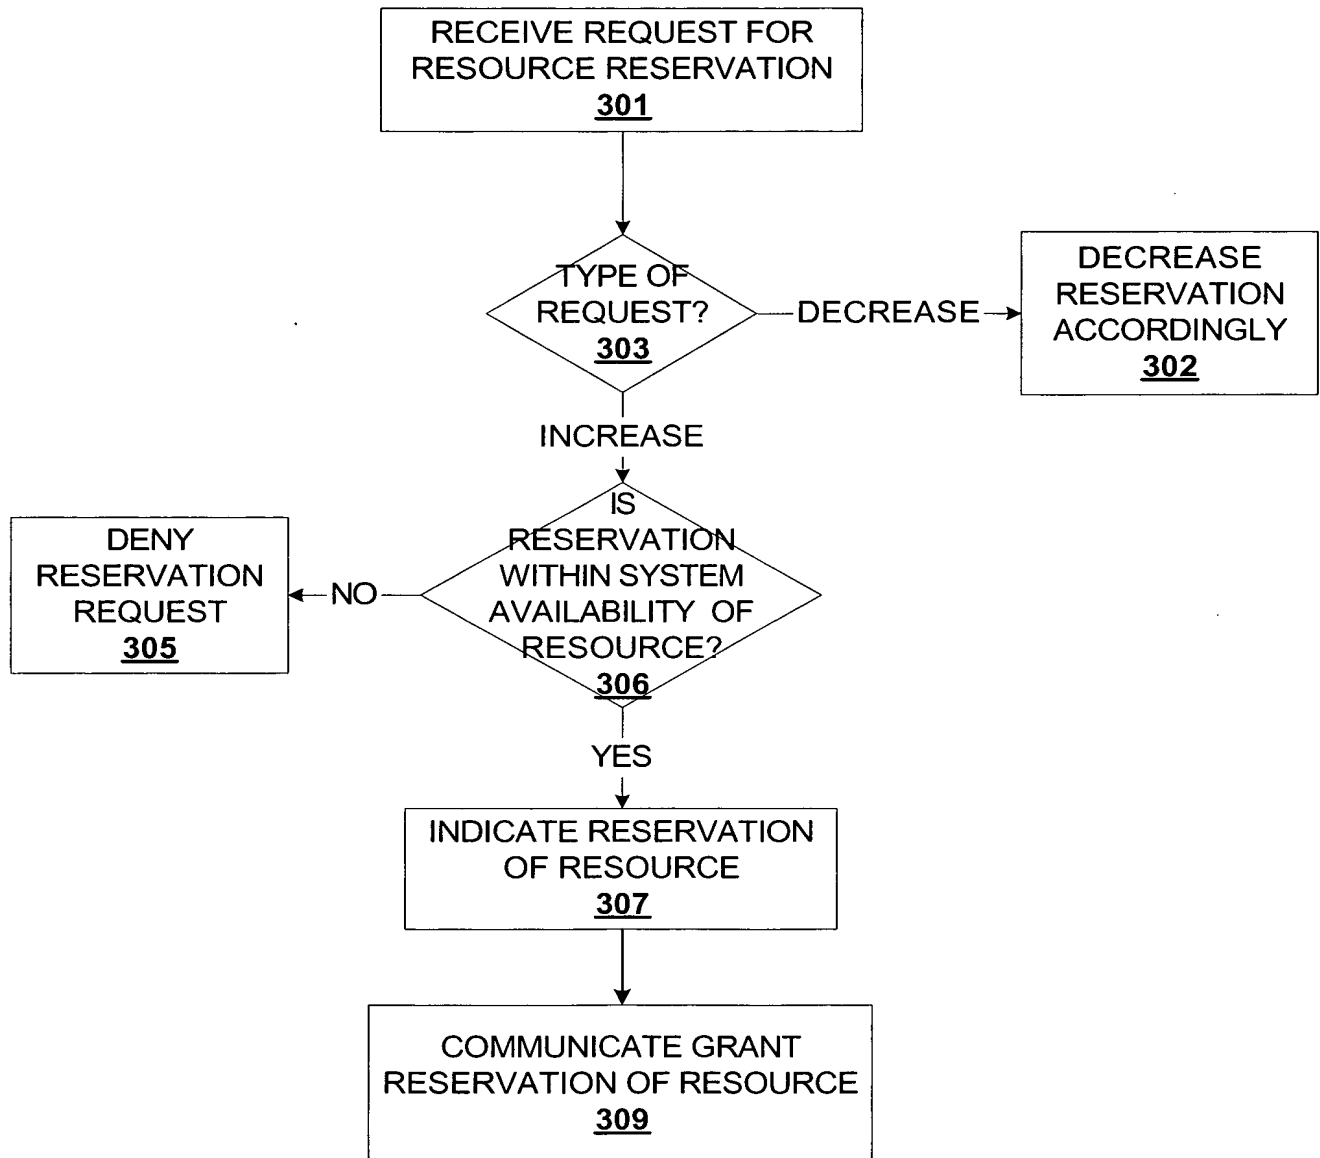 RECEIVE REQUEST FOR
RESOURCE RESERVATION
301
TYPE OF
REQUEST?
303
DECREASE
DECREASE
RESERVATION
ACCORDINGLY
302
INCREASE
IS
RESERVATION
WITHIN SYSTEM
AVAILABILITY OF
RESOURCE?
306
NO
DENY
RESERVATION
REQUEST
305
YES
INDICATE RESERVATION
OF RESOURCE
307
COMMUNICATE GRANT
RESERVATION OF RESOURCE
309